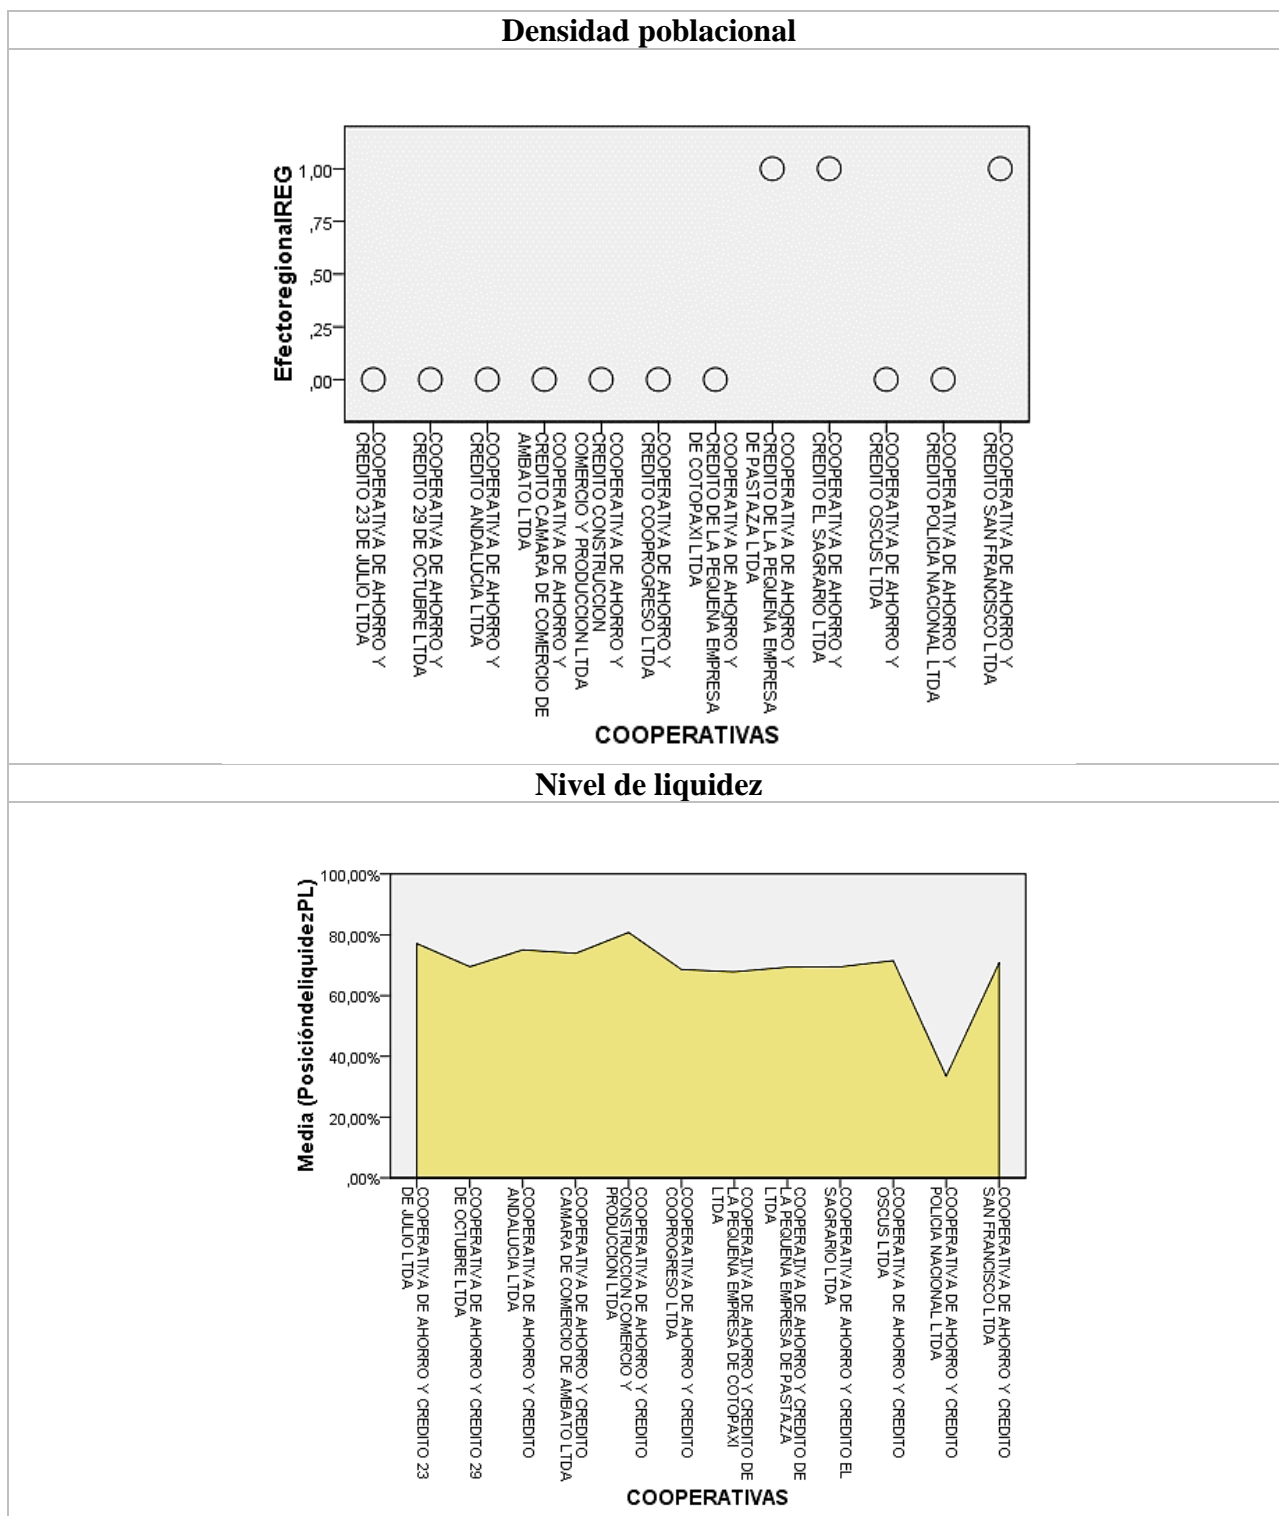 Densidad poblacional
EfectoregionalREG
1,00
,75
,50
,25
,00
COOPERATIVA DE AHORRO Y
CREDITO 23 DE JULIO LTDA
COOPERATIVA DE AHORRO Y
CREDITO 29 DE OCTUBRE LTDA
COOPERATIVA DE AHORRO Y
CREDITO ANDALUCIA LTDA
COOPERATIVA DE AHORRO Y
CREDITO CAMARA DE COMERCIO DE
AMBATO LTDA
COOPERATIVA DE AHORRO Y
CREDITO CONSTRUCCION
COMERCIO Y PRODUCCION LTDA
COOPERATIVA DE AHORRO Y
CREDITO COOPROGRESO LTDA
COOPERATIVA DE AHORRO Y
CREDITO DE LA PEQUEÑA EMPRESA
DE COTOPAXI LTDA
COOPERATIVA DE AHORRO Y
CREDITO DE LA PEQUEÑA EMPRESA
DE PASTAZA LTDA
COOPERATIVA DE AHORRO Y
CREDITO EL SAGRARIO LTDA
COOPERATIVA DE AHORRO Y
CREDITO OSCUS LTDA
COOPERATIVA DE AHORRO Y
CREDITO POLICIA NACIONAL LTDA
COOPERATIVA DE AHORRO Y
CREDITO SAN FRANCISCO LTDA
COOPERATIVAS
Nivel de liquidez
Media (PosicióndeliquidezPL)
100,00%
80,00%
60,00%
40,00%
20,00%
,00%
COOPERATIVA DE AHORRO Y CREDITO 23
DE JULIO LTDA
COOPERATIVA DE AHORRO Y CREDITO 29
DE OCTUBRE LTDA
COOPERATIVA DE AHORRO Y CREDITO
ANDALUCIA LTDA
COOPERATIVA DE AHORRO Y CREDITO
CAMARA DE COMERCIO DE AMBATO LTDA
COOPERATIVA DE AHORRO Y CREDITO
CONSTRUCCION COMERCIO Y
PRODUCCION LTDA
COOPERATIVA DE AHORRO Y CREDITO
COOPROGRESO LTDA
COOPERATIVA DE AHORRO Y CREDITO DE
LA PEQUEÑA EMPRESA DE COTOPAXI
LTDA
COOPERATIVA DE AHORRO Y CREDITO DE
LA PEQUEÑA EMPRESA DE PASTAZA
LTDA
COOPERATIVA DE AHORRO Y CREDITO EL
SAGRARIO LTDA
COOPERATIVA DE AHORRO Y CREDITO
OSCUS LTDA
COOPERATIVA DE AHORRO Y CREDITO
POLICIA NACIONAL LTDA
COOPERATIVA DE AHORRO Y CREDITO
SAN FRANCISCO LTDA
COOPERATIVAS